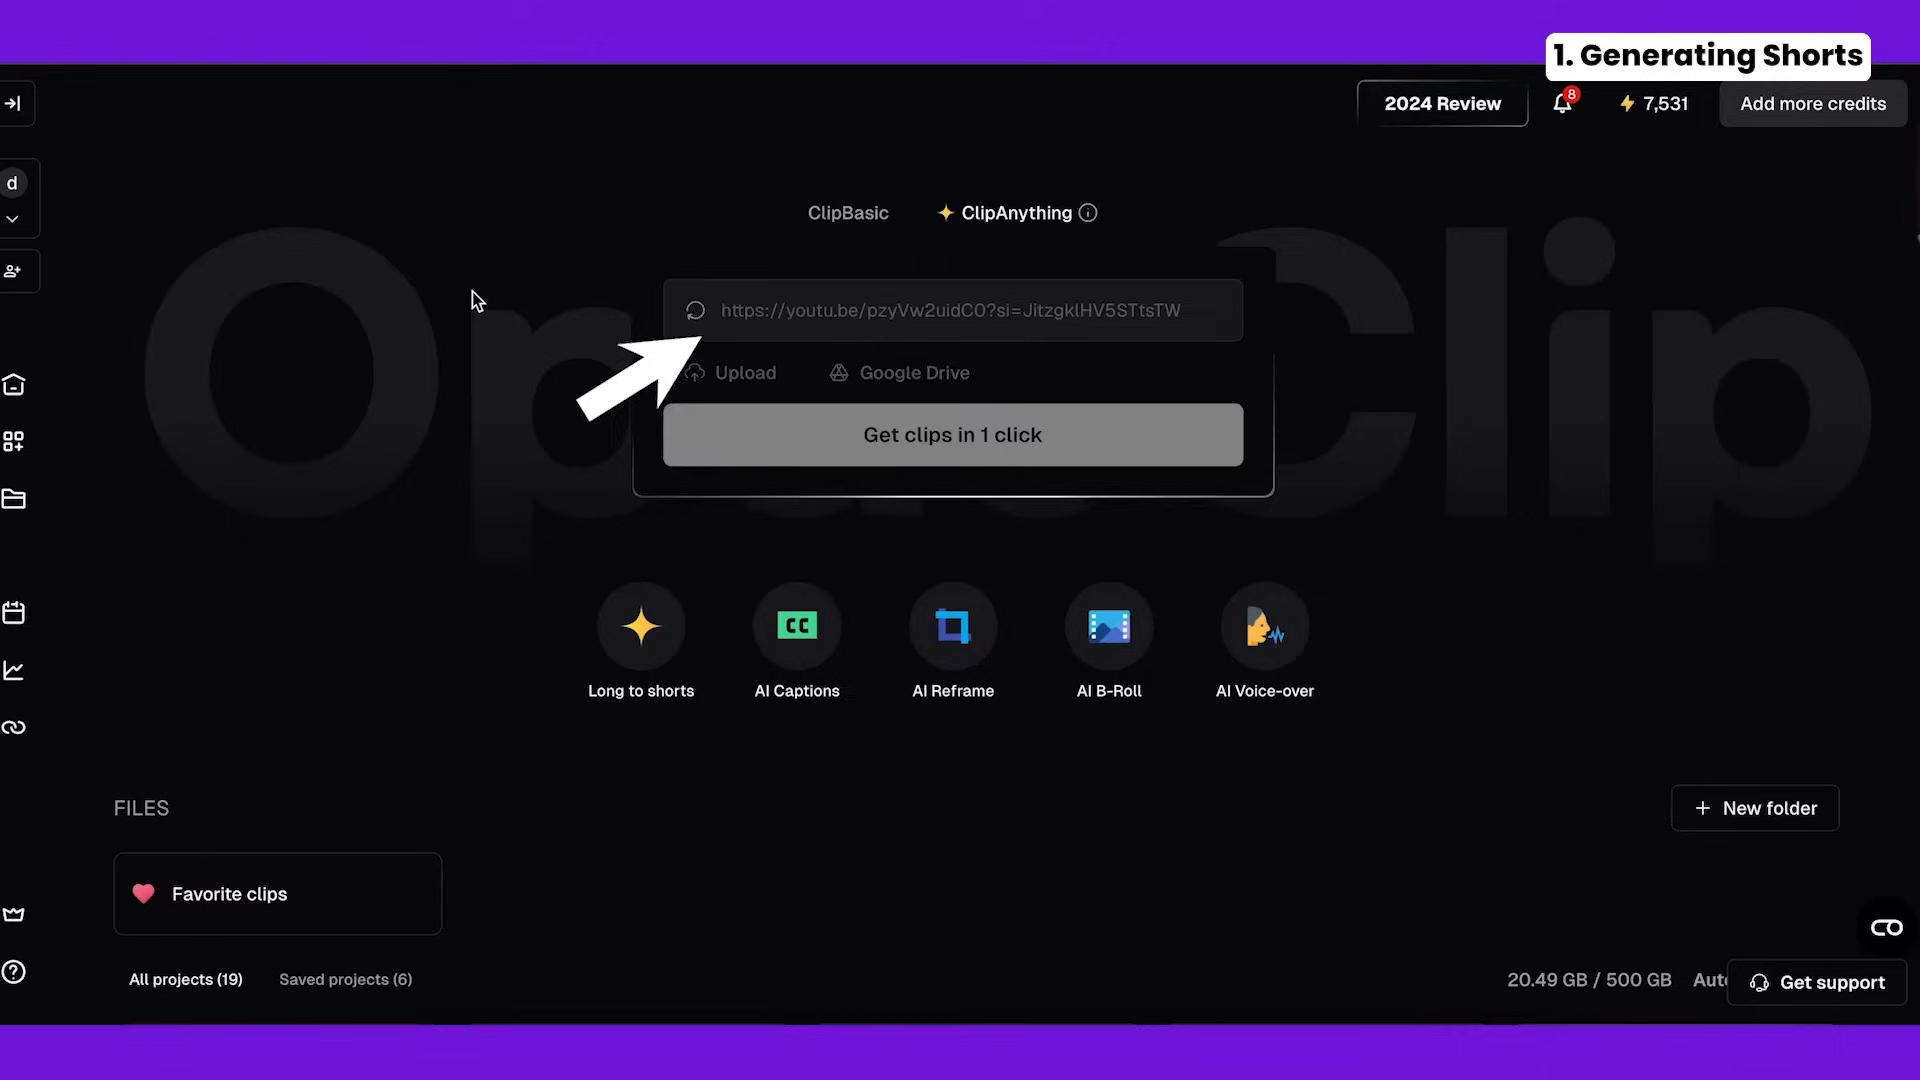 1. Generating Shorts
2024 Review
8
7,531
Add more credits
d
ClipBasic
ClipAnything
OpusClip
https://youtu.be/pzyVw2uidC0?si=JitzgklHV5STtsTW
Upload
Google Drive
Get clips in 1 click
CC
Long to shorts
AI Captions
AI Reframe
AI B-Roll
AI Voice-over
FILES
New folder
Favorite clips
All projects (19)
Saved projects (6)
20.49 GB / 500 GB
Auto
Get support